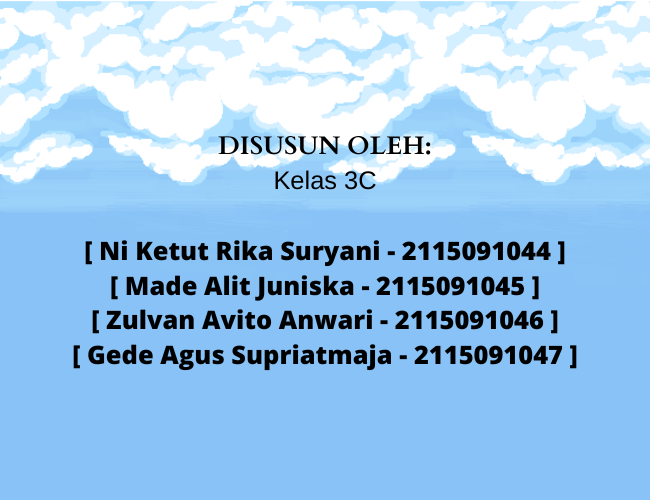 DISUSUN OLEH:
Kelas 3C
[ Ni Ketut Rika Suryani - 2115091044 ]
[ Made Alit Juniska - 2115091045 ]
[ Zulvan Avito Anwari - 2115091046 ]
[ Gede Agus Supriatmaja - 2115091047 ]